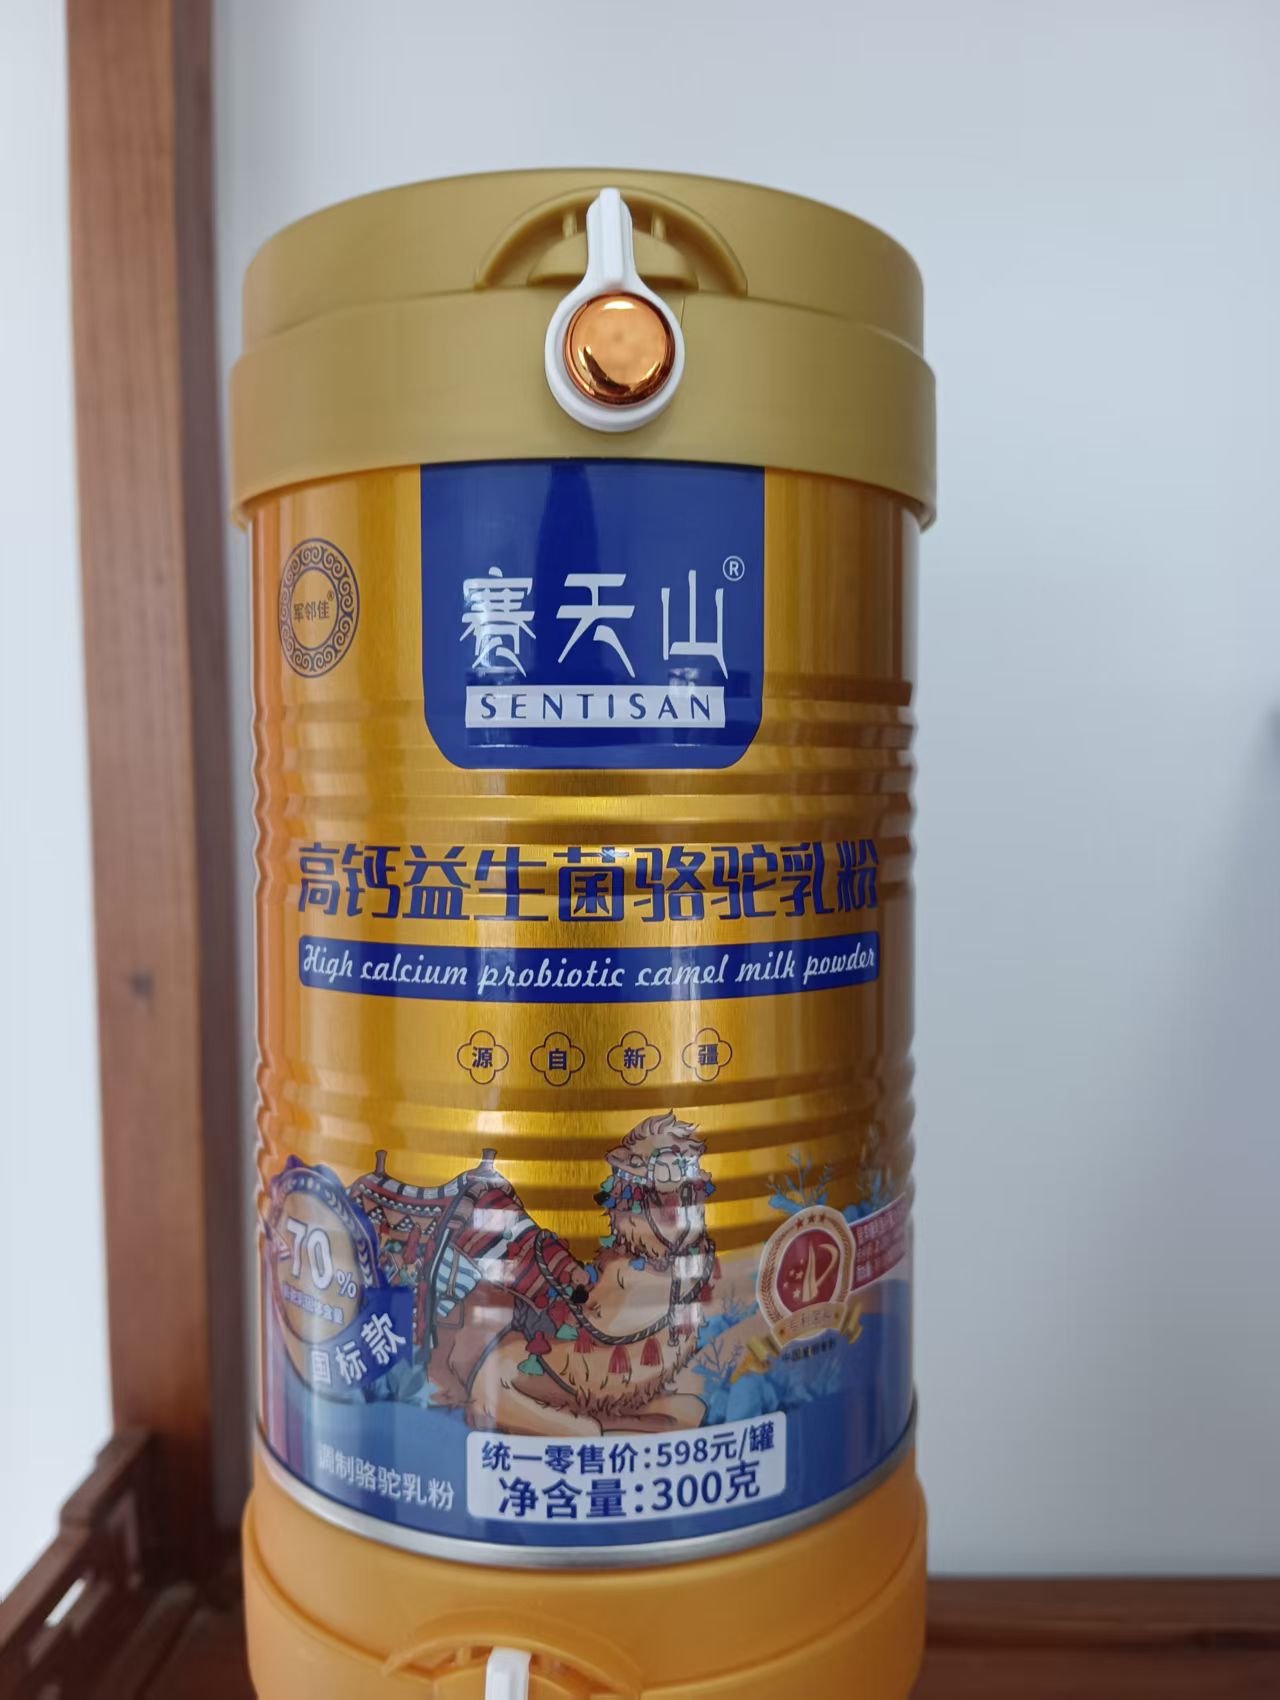 军邻佳®
赛天山®
SENTISAN
高钙益生菌骆驼乳粉
High calcium probiotic camel milk powder
源自新疆
≥70%
国标款
调制骆驼乳粉
统一零售价:598元/罐
净含量:300克